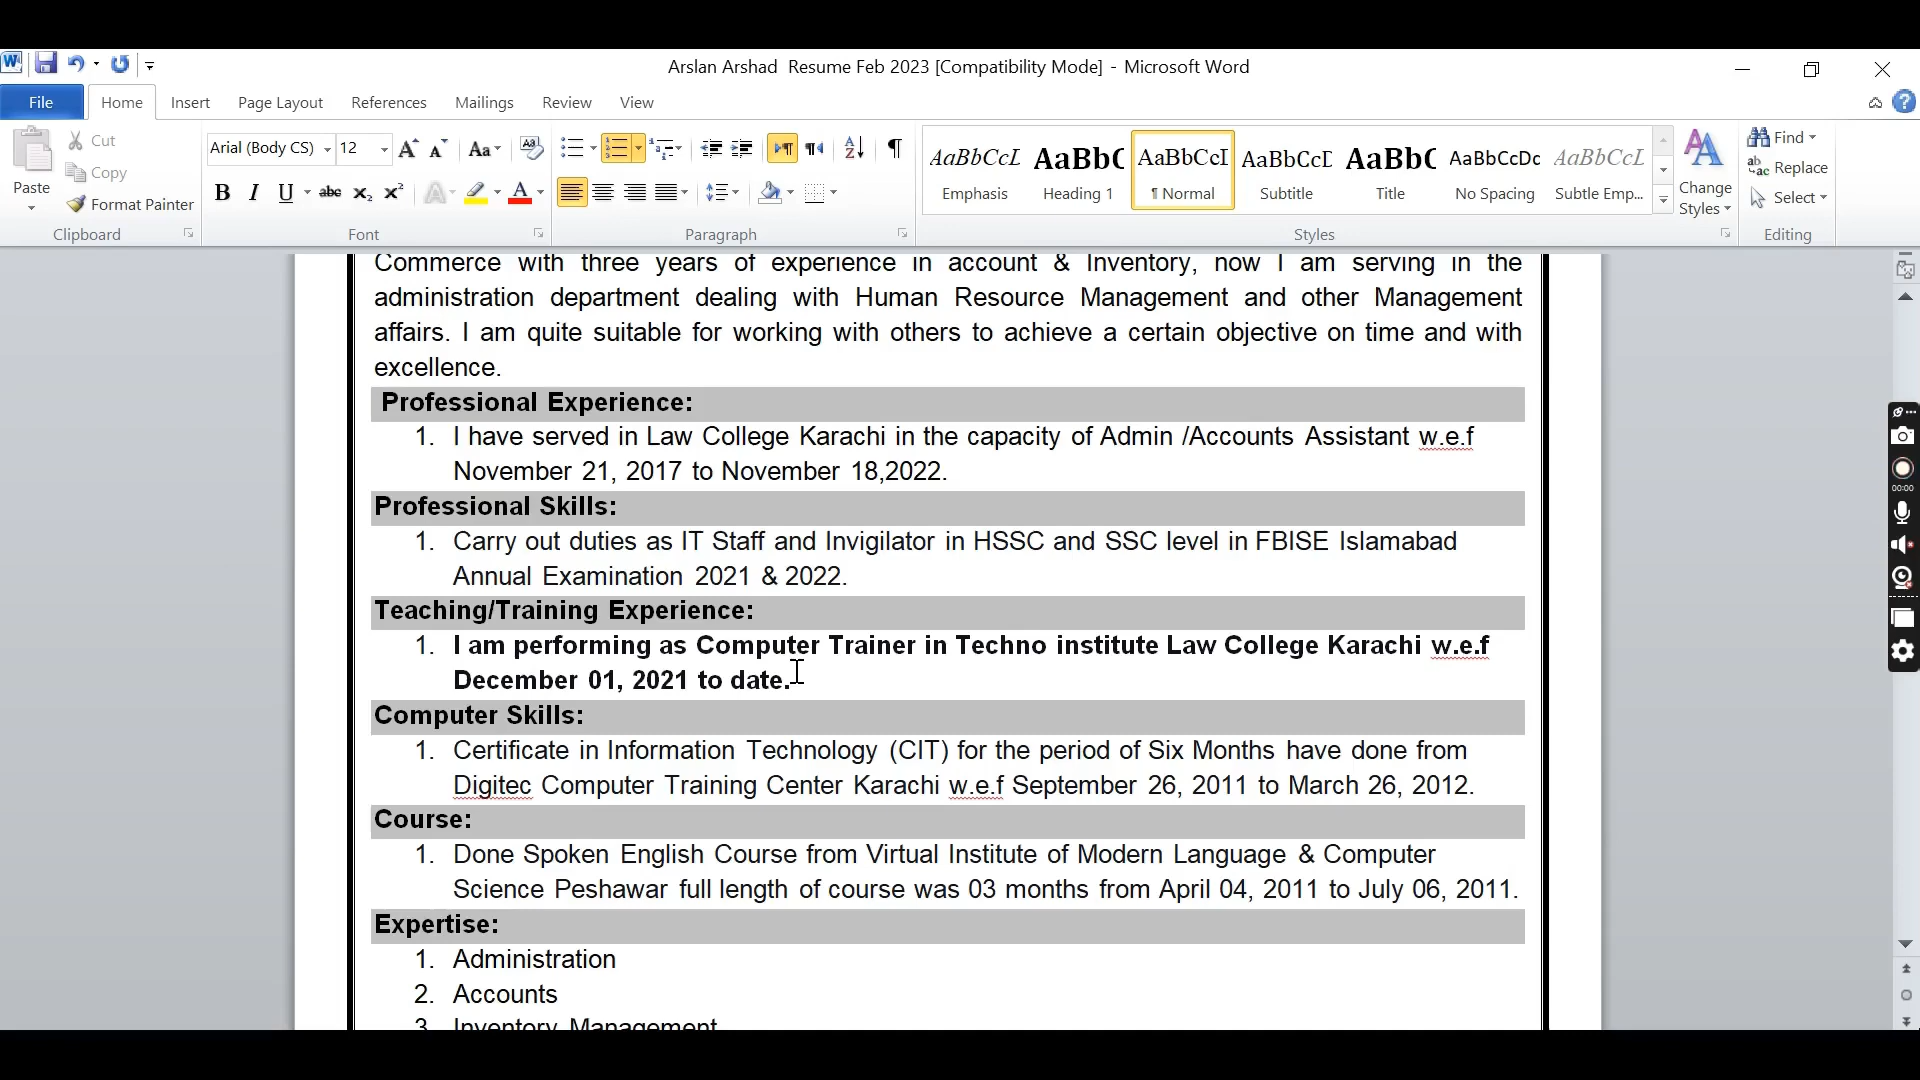 Arslan Arshad Resume Feb 2023 [Compatibility Mode] - Microsoft Word
File Home Insert Page Layout References Mailings Review View
Paste Cut Copy Format Painter Clipboard
Arial (Body CS) 12 Aa
B I U abc x₂ x² A A
Font
Paragraph
AaBbCcL AaBbC AaBbCcI AaBbCcD AaBbC AaBbCcDc AaBbCcL
Emphasis Heading 1 ¶ Normal Subtitle Title No Spacing Subtle Emp...
Change Styles
Styles
Find
Replace
Select
Editing
Commerce with three years of experience in account & Inventory, now I am serving in the
administration department dealing with Human Resource Management and other Management
affairs. I am quite suitable for working with others to achieve a certain objective on time and with
excellence.
Professional Experience:
1. I have served in Law College Karachi in the capacity of Admin /Accounts Assistant w.e.f
November 21, 2017 to November 18,2022.
Professional Skills:
1. Carry out duties as IT Staff and Invigilator in HSSC and SSC level in FBISE Islamabad
Annual Examination 2021 & 2022.
Teaching/Training Experience:
1. I am performing as Computer Trainer in Techno institute Law College Karachi w.e.f
December 01, 2021 to date.
Computer Skills:
1. Certificate in Information Technology (CIT) for the period of Six Months have done from
Digitec Computer Training Center Karachi w.e.f September 26, 2011 to March 26, 2012.
Course:
1. Done Spoken English Course from Virtual Institute of Modern Language & Computer
Science Peshawar full length of course was 03 months from April 04, 2011 to July 06, 2011.
Expertise:
1. Administration
2. Accounts
3. Inventory Management
00:00